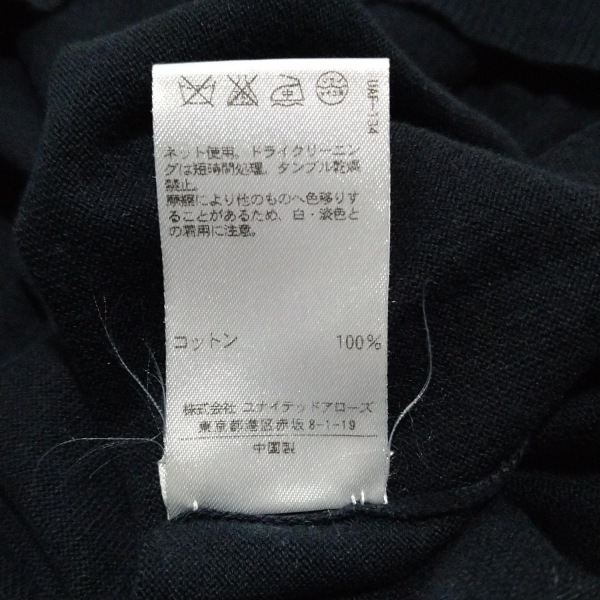 UAF-134
ネット使用。ドライクリーニン
グは短時間処理。タンブル乾燥
禁止。
摩擦により他のものへ色移りす
ることがあるため、白・淡色と
の着用に注意。
コットン 100%
株式会社 ユナイテッドアローズ
東京都港区赤坂8-1-19
中国製